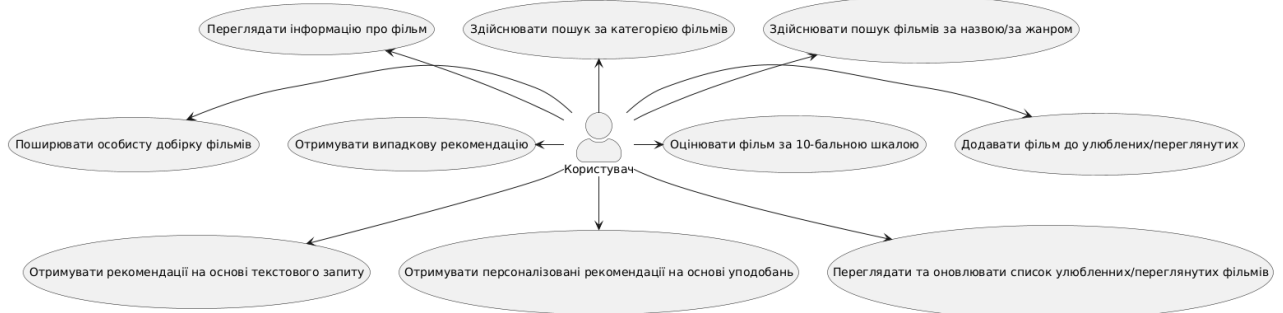 Переглядати інформацію про фільм
Здійснювати пошук за категорією фільмів
Здійснювати пошук фільмів за назвою/за жанром
Поширювати особисту добірку фільмів
Отримувати випадкову рекомендацію
Користувач
Оцінювати фільм за 10-бальною шкалою
Додавати фільм до улюблених/переглянутих
Отримувати рекомендації на основі текстового запиту
Отримувати персоналізовані рекомендації на основі уподобань
Переглядати та оновлювати список улюбленних/переглянутих фільмів